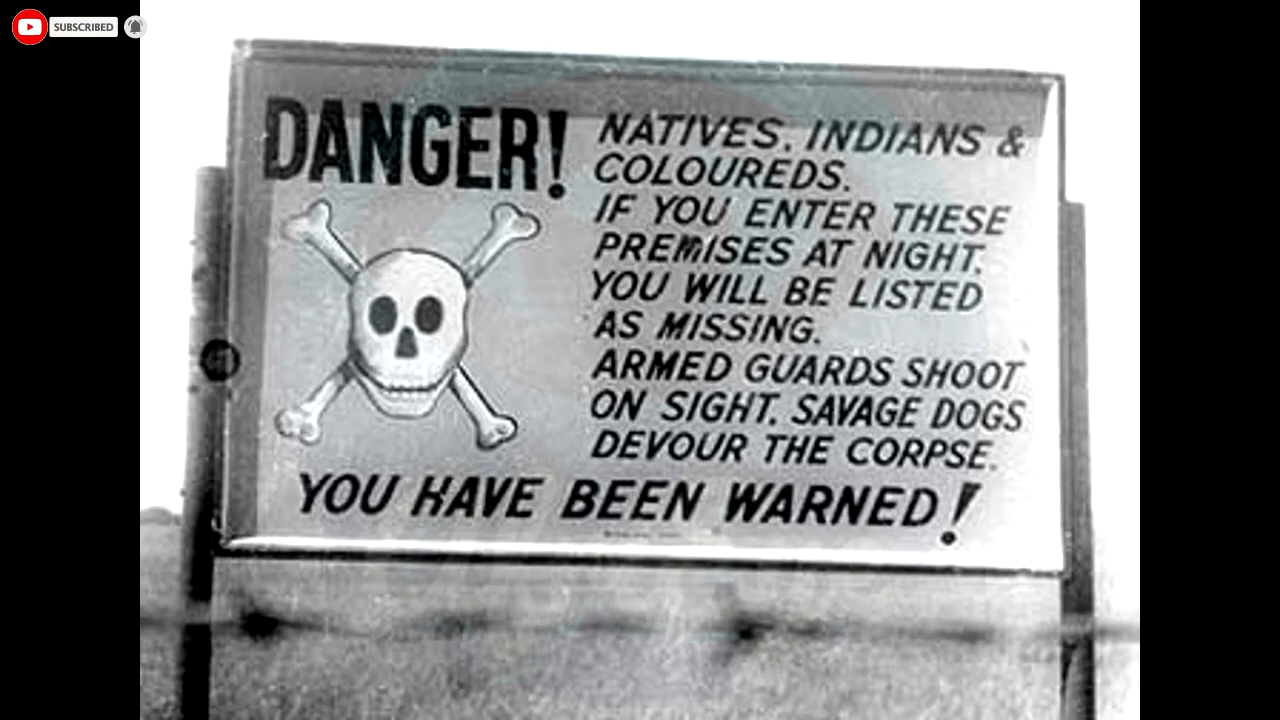 SUBSCRIBED
DANGER!
NATIVES, INDIANS &
COLOUREDS.
IF YOU ENTER THESE
PREMISES AT NIGHT,
YOU WILL BE LISTED
AS MISSING.
ARMED GUARDS SHOOT
ON SIGHT. SAVAGE DOGS
DEVOUR THE CORPSE.
YOU HAVE BEEN WARNED!